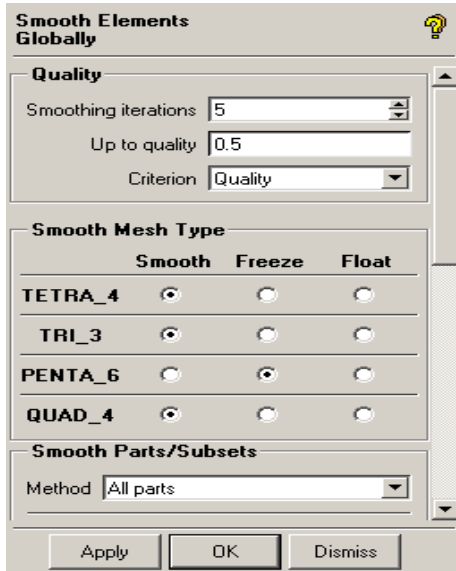 Smooth Elements
Globally
Quality
Smoothing iterations 5
Up to quality 0.5
Criterion Quality
Smooth Mesh Type
Smooth Freeze Float
TETRA_4
TRI_3
PENTA_6
QUAD_4
Smooth Parts/Subsets
Method All parts
Apply OK Dismiss